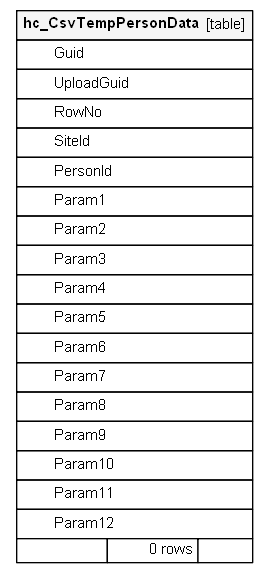 hc_CsvTempPersonData [table]
Guid
UploadGuid
RowNo
SiteId
PersonId
Param1
Param2
Param3
Param4
Param5
Param6
Param7
Param8
Param9
Param10
Param11
Param12
0 rows